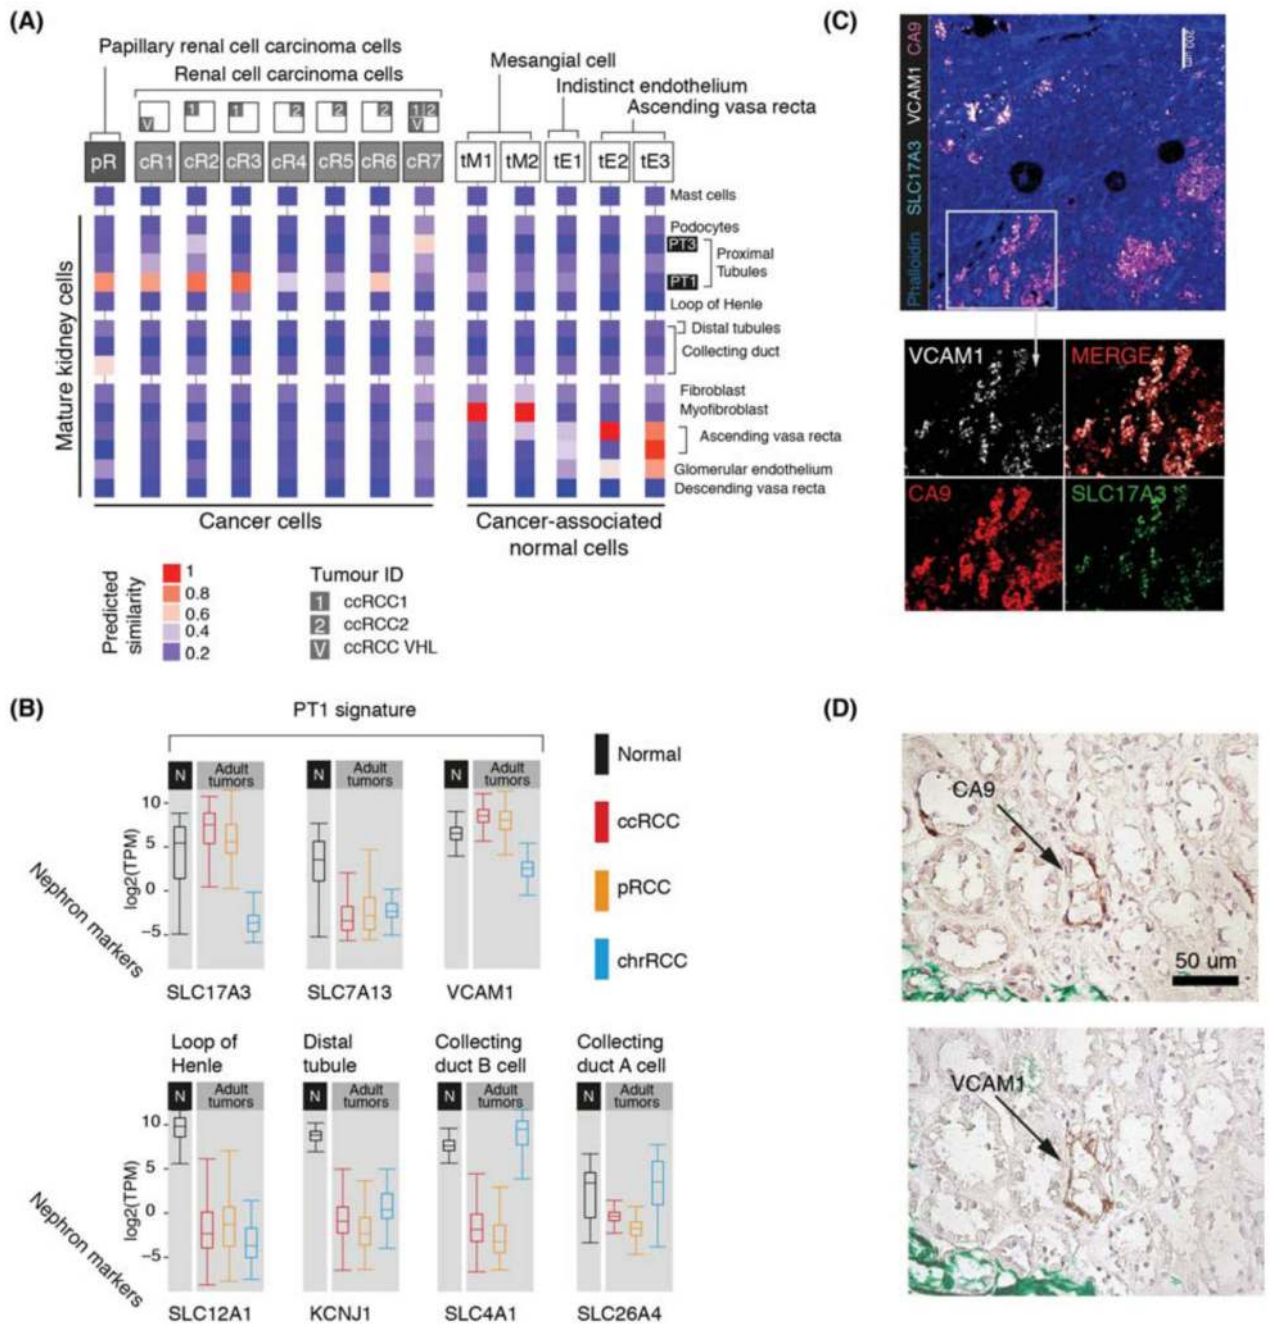 (A)
Papillary renal cell carcinoma cells
Renal cell carcinoma cells
Mesangial cell
Indistinct endothelium
Ascending vasa recta
V 1 1 2 2 2 1 2 V
pR cR1 cR2 cR3 cR4 cR5 cR6 cR7 tM1 tM2 tE1 tE2 tE3
Mast cells
Mature kidney cells
Podocytes
PT3
Proximal
Tubules
PT1
Loop of Henle
Distal tubules
Collecting duct
Fibroblast
Myofibroblast
Ascending vasa recta
Glomerular endothelium
Descending vasa recta
Cancer cells
Cancer-associated
normal cells
Predicted
similarity
1
0.8
0.6
0.4
0.2
Tumour ID
1 ccRCC1
2 ccRCC2
V ccRCC VHL
(B)
PT1 signature
N Adult
tumors
N Adult
tumors
N Adult
tumors
10
5
0
−5
log2(TPM)
Nephron markers
SLC17A3 SLC7A13 VCAM1
Normal
ccRCC
pRCC
chrRCC
Loop of
Henle
Distal
tubule
Collecting
duct B cell
Collecting
duct A cell
N Adult
tumors
N Adult
tumors
N Adult
tumors
N Adult
tumors
10
5
0
−5
log2(TPM)
Nephron markers
SLC12A1 KCNJ1 SLC4A1 SLC26A4
(C)
Phalloidin SLC17A3 VCAM1 CA9
200 um
VCAM1
MERGE
CA9
SLC17A3
(D)
CA9
50 um
VCAM1